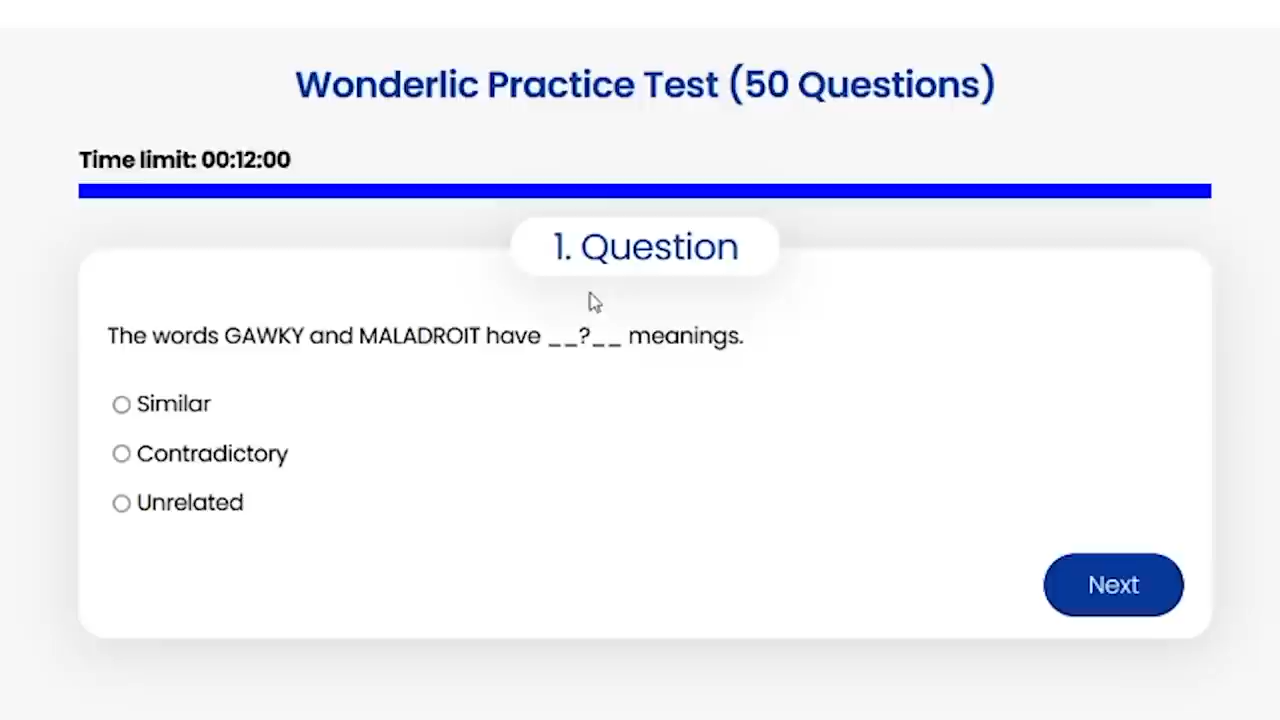 Wonderlic Practice Test (50 Questions)
Time limit: 00:12:00
1. Question
The words GAWKY and MALADROIT have __?__ meanings.
Similar
Contradictory
Unrelated
Next